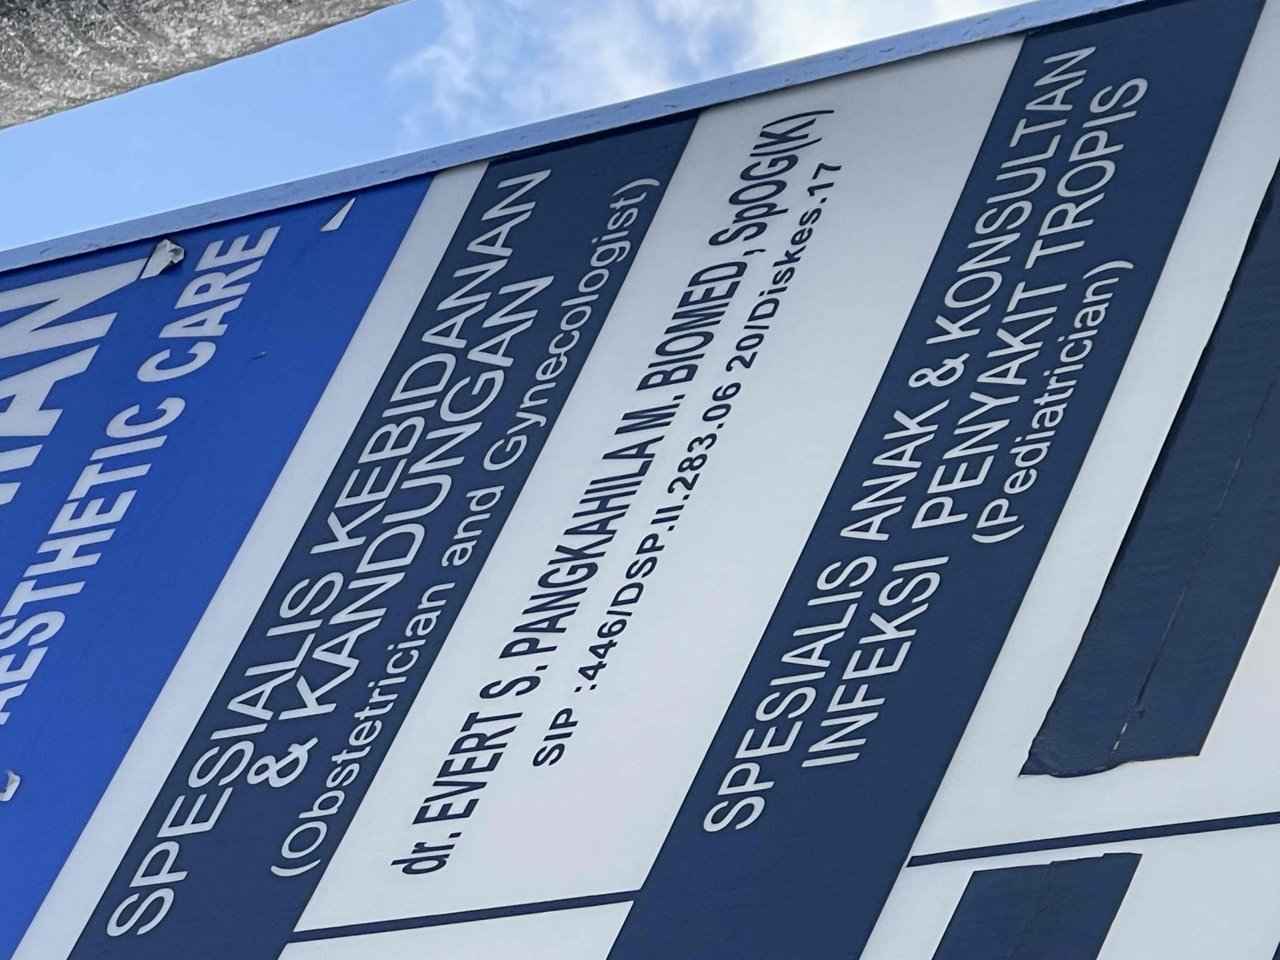 AESTHETIC CARE
SPESIALIS KEBIDANAN
& KANDUNGAN
(Obstetrician and Gynecologist)
dr. EVERT S. PANGKAHILA M. BIOMED, SpOG(K)
SIP :446/DSP.II.283.06 20/Diskes.17
SPESIALIS ANAK & KONSULTAN
INFEKSI PENYAKIT TROPIS
(Pediatrician)